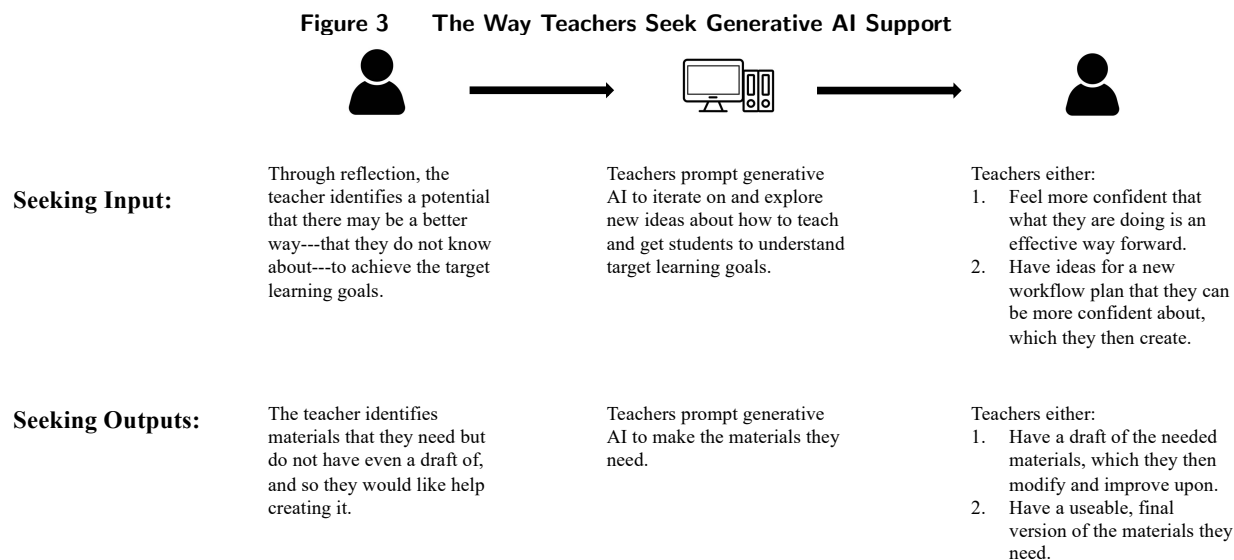 Figure 3 The Way Teachers Seek Generative AI Support
Seeking Input:
Through reflection, the
teacher identifies a potential
that there may be a better
way---that they do not know
about---to achieve the target
learning goals.
Teachers prompt generative
AI to iterate on and explore
new ideas about how to teach
and get students to understand
target learning goals.
Teachers either:
1. Feel more confident that
what they are doing is an
effective way forward.
2. Have ideas for a new
workflow plan that they can
be more confident about,
which they then create.
Seeking Outputs:
The teacher identifies
materials that they need but
do not have even a draft of,
and so they would like help
creating it.
Teachers prompt generative
AI to make the materials they
need.
Teachers either:
1. Have a draft of the needed
materials, which they then
modify and improve upon.
2. Have a useable, final
version of the materials they
need.